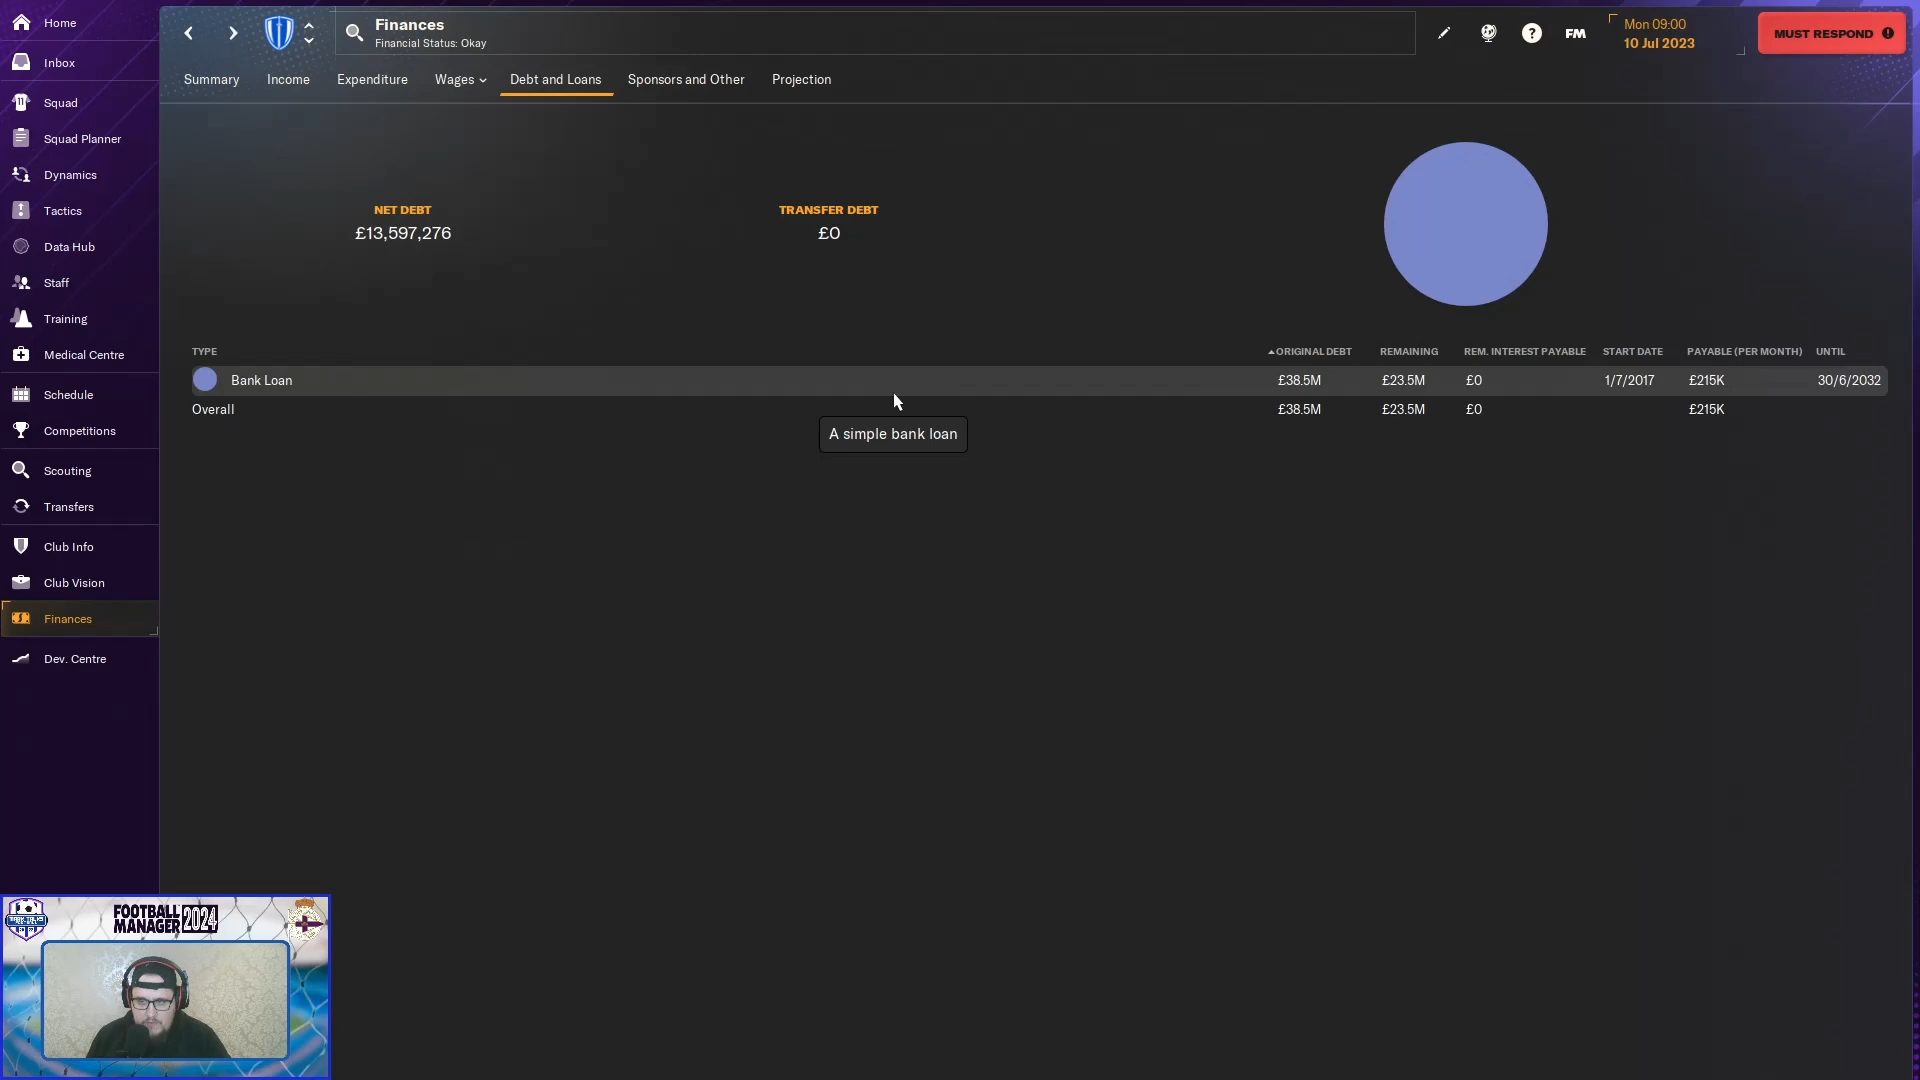 Home
Inbox
Squad
Squad Planner
Dynamics
Tactics
Data Hub
Staff
Training
Medical Centre
Schedule
Competitions
Scouting
Transfers
Club Info
Club Vision
Finances
Dev. Centre
Finances
Financial Status: Okay
FM
Mon 09:00
10 Jul 2023
MUST RESPOND
Summary Income Expenditure Wages Debt and Loans Sponsors and Other Projection
NET DEBT
£13,597,276
TRANSFER DEBT
£0
TYPE ORIGINAL DEBT REMAINING REM. INTEREST PAYABLE START DATE PAYABLE (PER MONTH) UNTIL
Bank Loan £38.5M £23.5M £0 1/7/2017 £215K 30/6/2032
Overall £38.5M £23.5M £0 £215K
A simple bank loan
FOOTBALL
MANAGER 2024